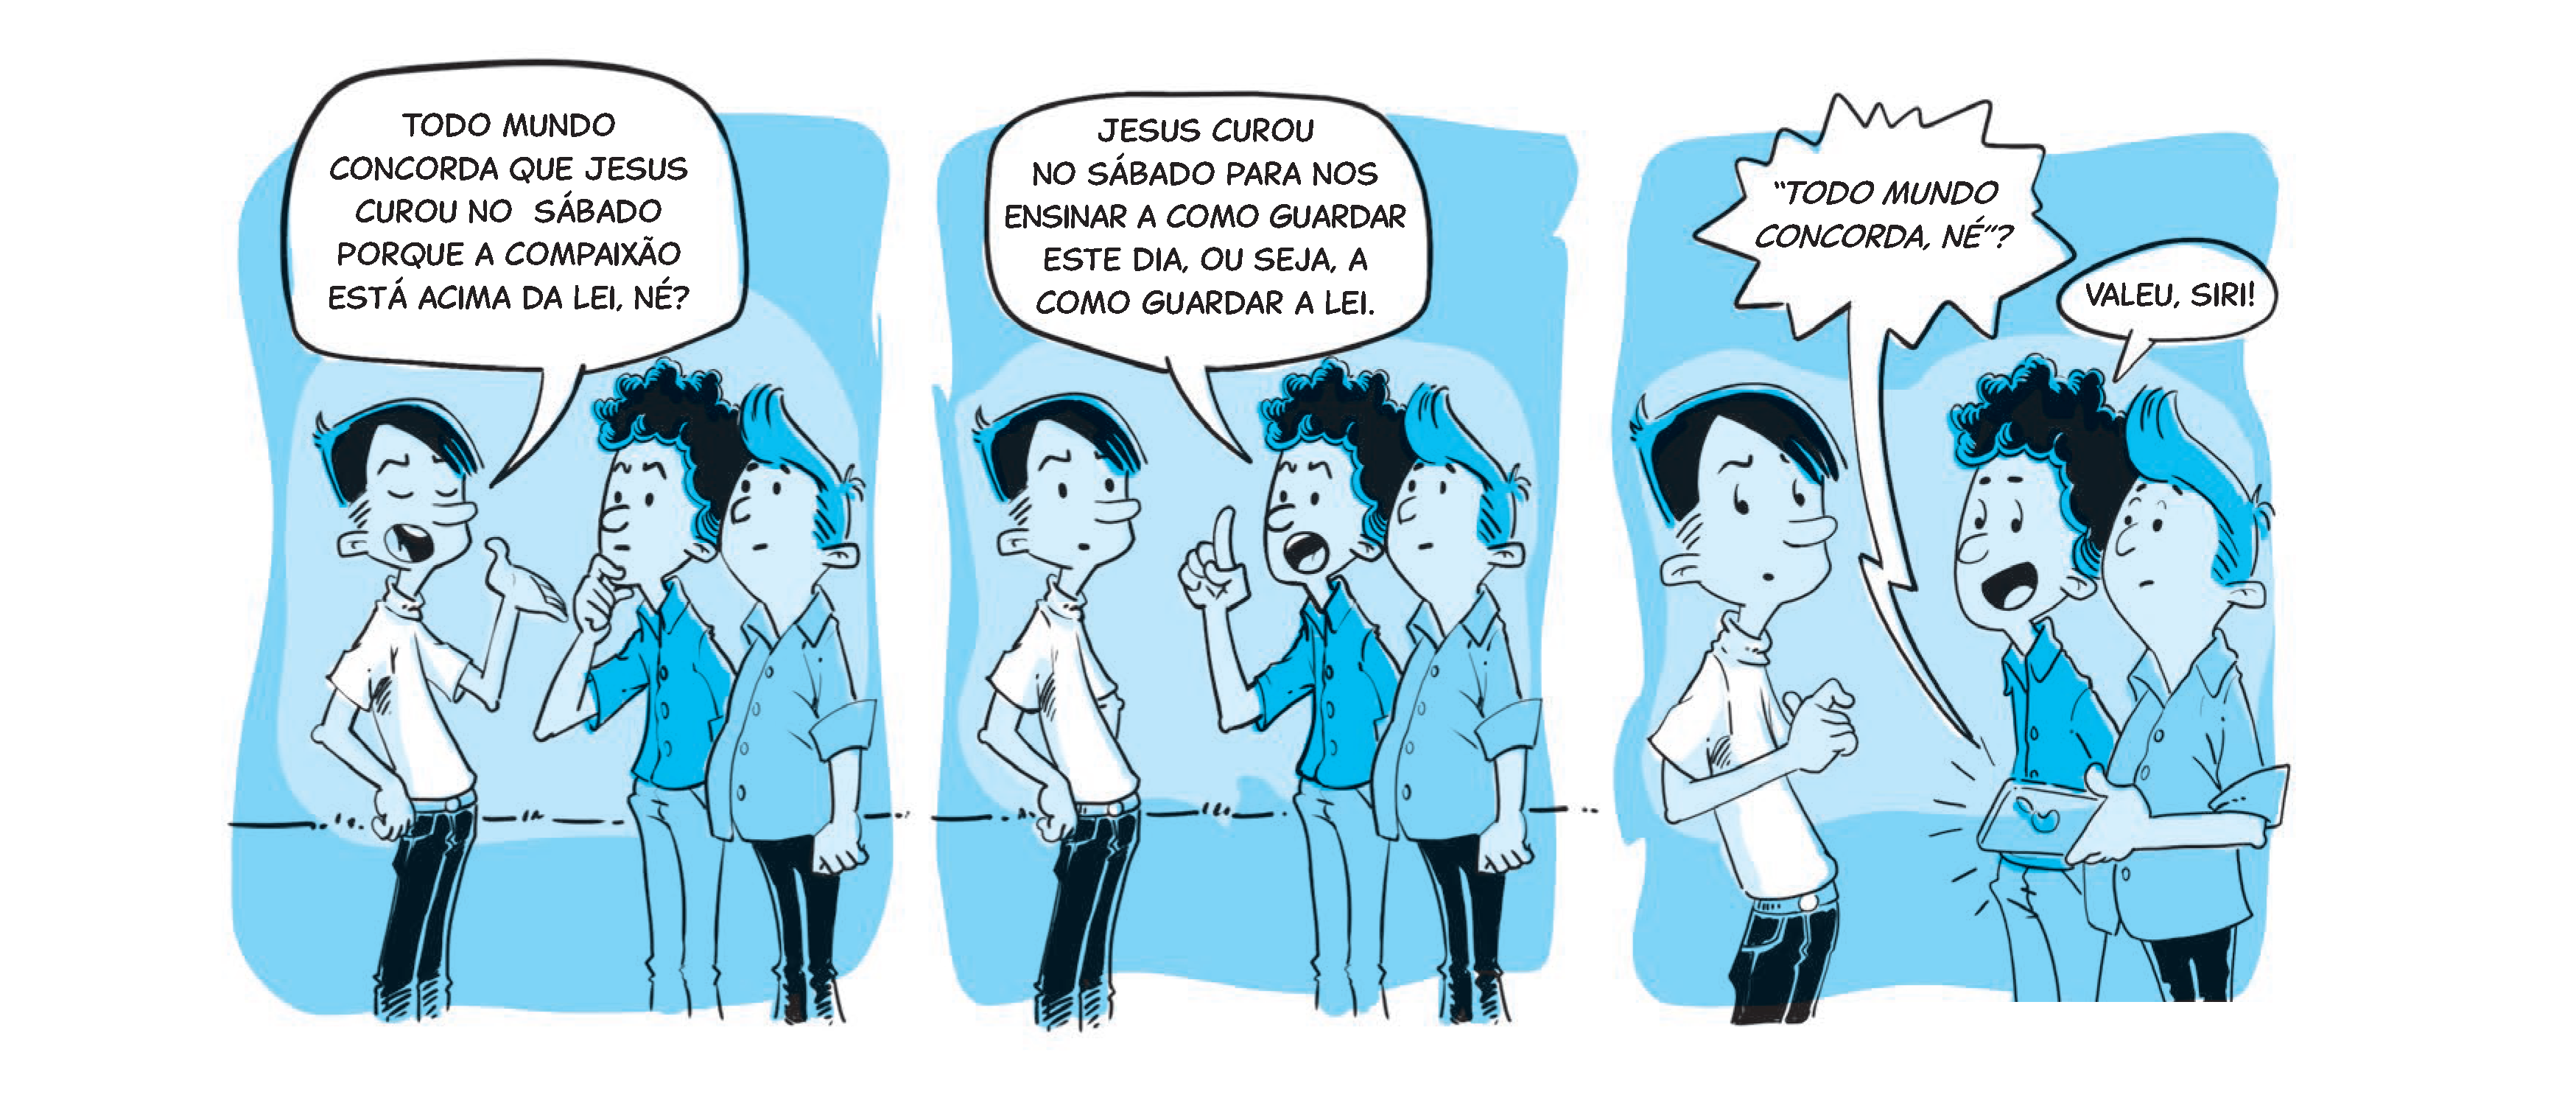 TODO MUNDO
CONCORDA QUE JESUS
CUROU NO SÁBADO
PORQUE A COMPAIXÃO
ESTÁ ACIMA DA LEI, NÉ?
JESUS CUROU
NO SÁBADO PARA NOS
ENSINAR A COMO GUARDAR
ESTE DIA, OU SEJA, A
COMO GUARDAR A LEI.
“TODO MUNDO
CONCORDA, NÉ”?
VALEU, SIRI!